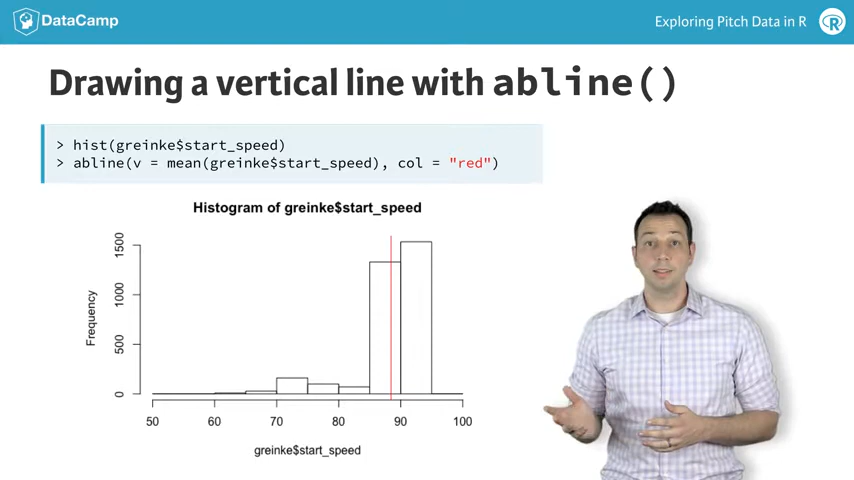 DataCamp
Exploring Pitch Data in R
R
Drawing a vertical line with abline()
> hist(greinke$start_speed)
> abline(v = mean(greinke$start_speed), col = "red")
Histogram of greinke$start_speed
Frequency
1500
1000
500
0
50 60 70 80 90 100
greinke$start_speed